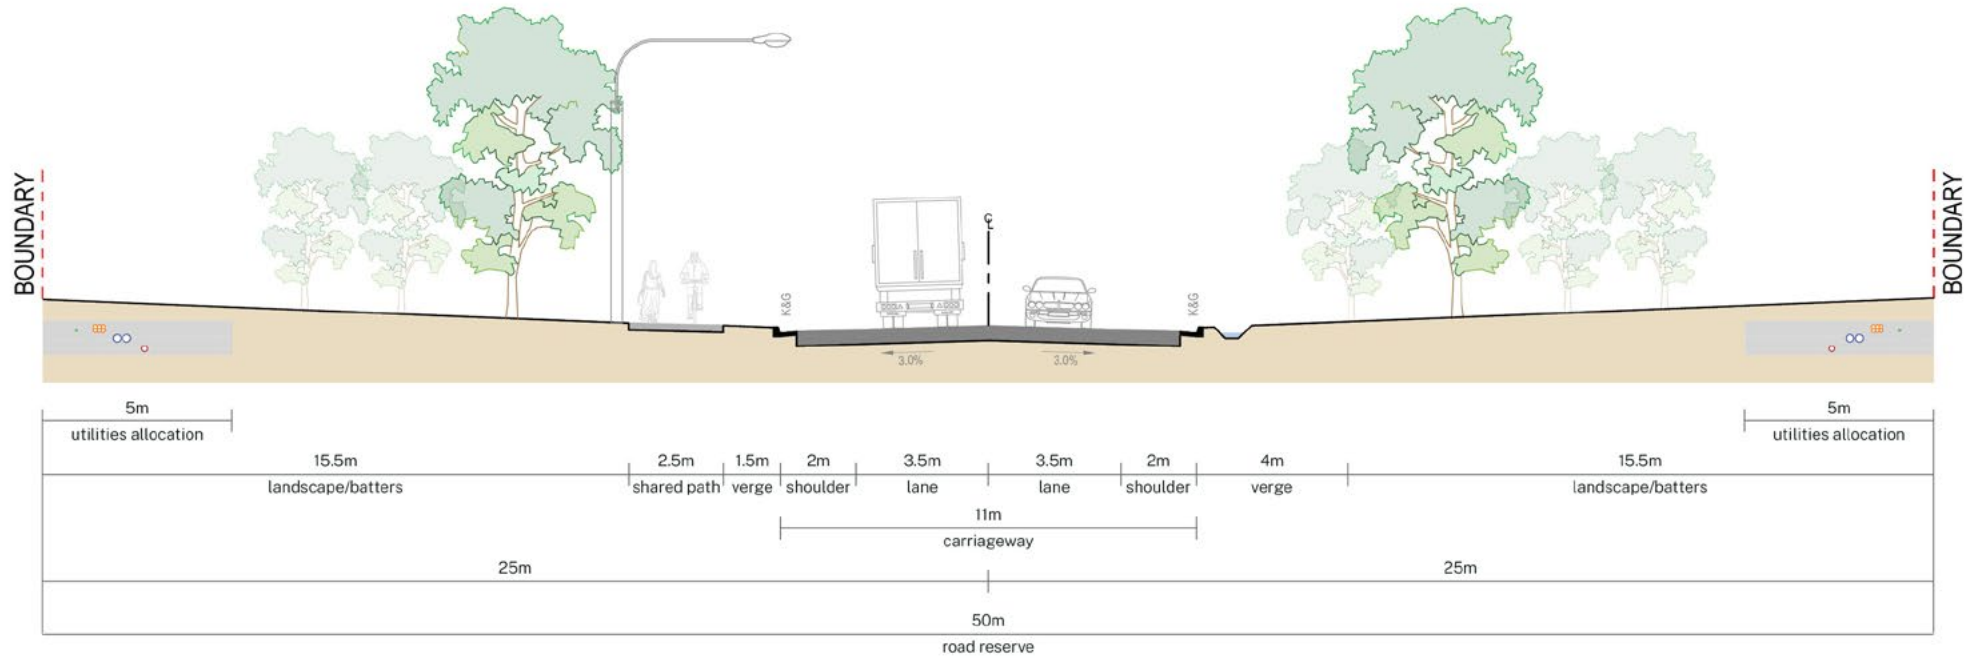 BOUNDARY
BOUNDARY
℄
K&G
K&G
3.0%
3.0%
5m
5m
utilities allocation
utilities allocation
15.5m 2.5m 1.5m 2m 3.5m 3.5m 2m 4m 15.5m
landscape/batters shared path verge shoulder lane lane shoulder verge landscape/batters
11m
carriageway
25m
25m
50m
road reserve